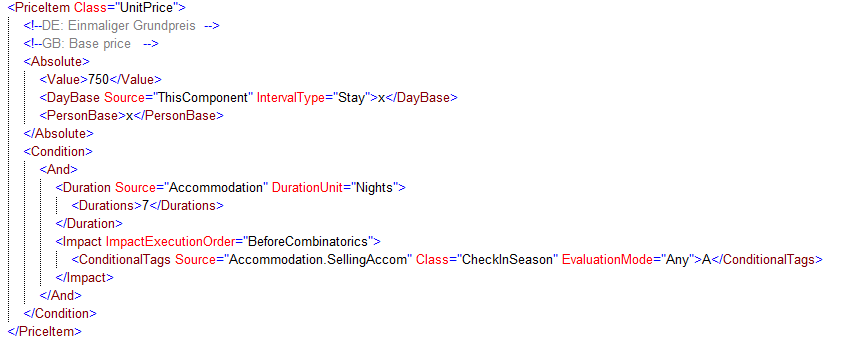 <PriceItem Class="UnitPrice">
<!--DE: Einmaliger Grundpreis -->
<!--GB: Base price -->
<Absolute>
<Value>750</Value>
<DayBase Source="ThisComponent" IntervalType="Stay">x</DayBase>
<PersonBase>x</PersonBase>
</Absolute>
<Condition>
<And>
<Duration Source="Accommodation" DurationUnit="Nights">
<Durations>7</Durations>
</Duration>
<Impact ImpactExecutionOrder="BeforeCombinatorics">
<ConditionalTags Source="Accommodation.SellingAccom" Class="CheckInSeason" EvaluationMode="Any">A</ConditionalTags>
</Impact>
</And>
</Condition>
</PriceItem>